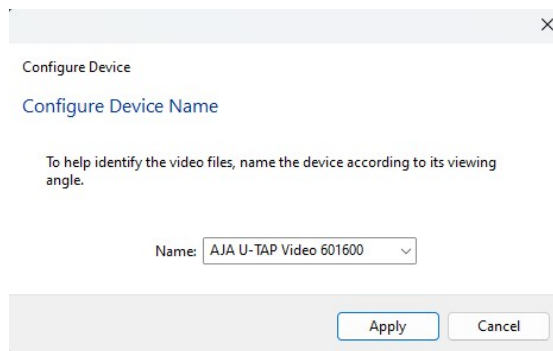 Configure Device
Configure Device Name
To help identify the video files, name the device according to its viewing
angle.
Name: AJA U-TAP Video 601600
Apply Cancel